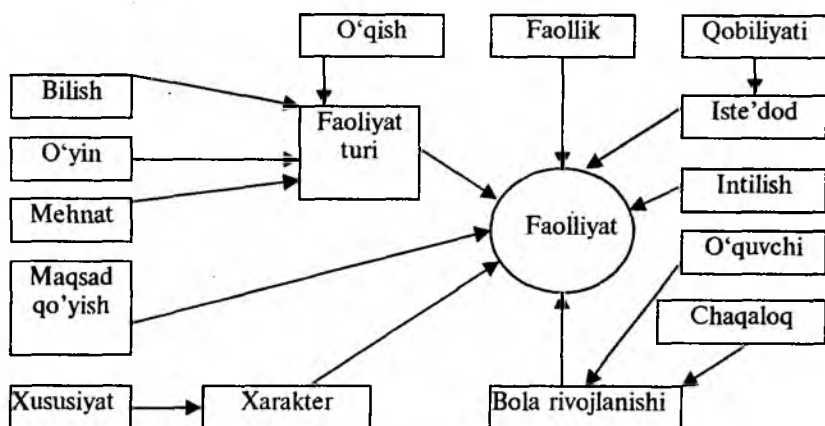 O‘qish
Faollik
Qobiliyati
Bilish
Faoliyat
turi
Iste’dod
O‘yin
Mehnat
Intilish
Faolliyat
O‘quvchi
Maqsad
qo’yish
Chaqaloq
Xususiyat
Xarakter
Bola rivojlanishi